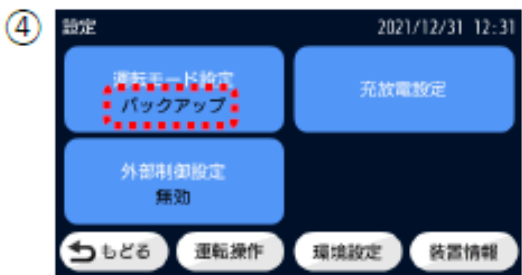 ④
設定 2021/12/31 12:31
運転モード設定
バックアップ
充放電設定
外部制御設定
無効
もどる 運転操作 環境設定 装置情報